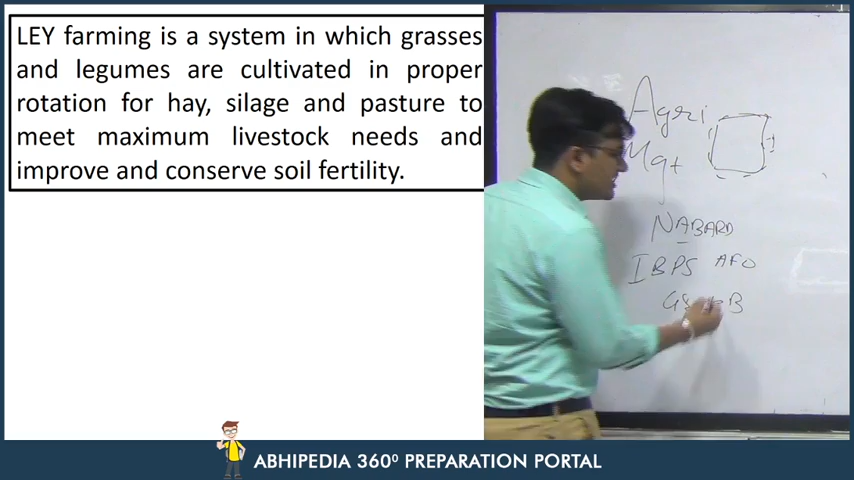 LEY farming is a system in which grasses
and legumes are cultivated in proper
rotation for hay, silage and pasture to
meet maximum livestock needs and
improve and conserve soil fertility.
Agri
Mgt
NABARD
IBPS AFO
B
ABHIPEDIA 360⁰ PREPARATION PORTAL